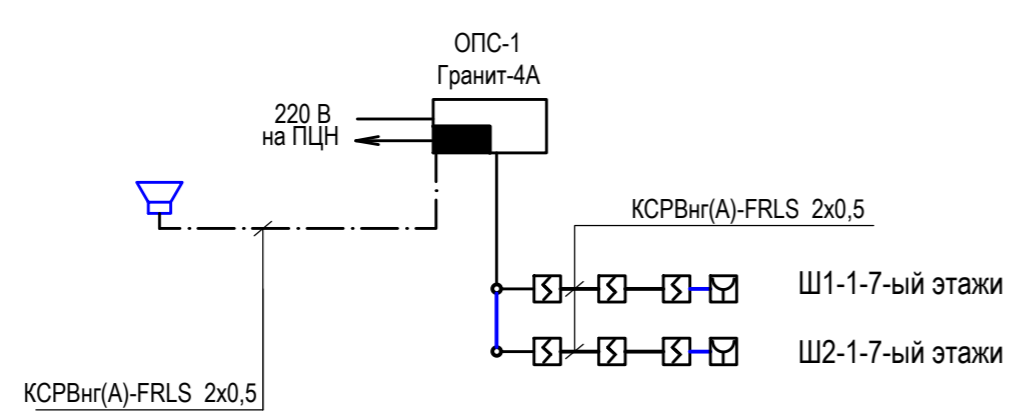 ОПС-1
Гранит-4А
220 В
на ПЦН
КСРВнг(А)-FRLS 2х0,5
Ш1-1-7-ый этажи
Ш2-1-7-ый этажи
КСРВнг(А)-FRLS 2х0,5